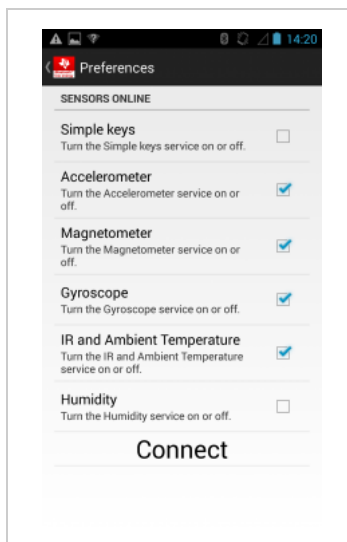 14:20
Preferences
SENSORS ONLINE
Simple keys
Turn the Simple keys service on or off.
Accelerometer
Turn the Accelerometer service on or
off.
Magnetometer
Turn the Magnetometer service on or
off.
Gyroscope
Turn the Gyroscope service on or off.
IR and Ambient Temperature
Turn the IR and Ambient Temperature
service on or off.
Humidity
Turn the Humidity service on or off.
Connect